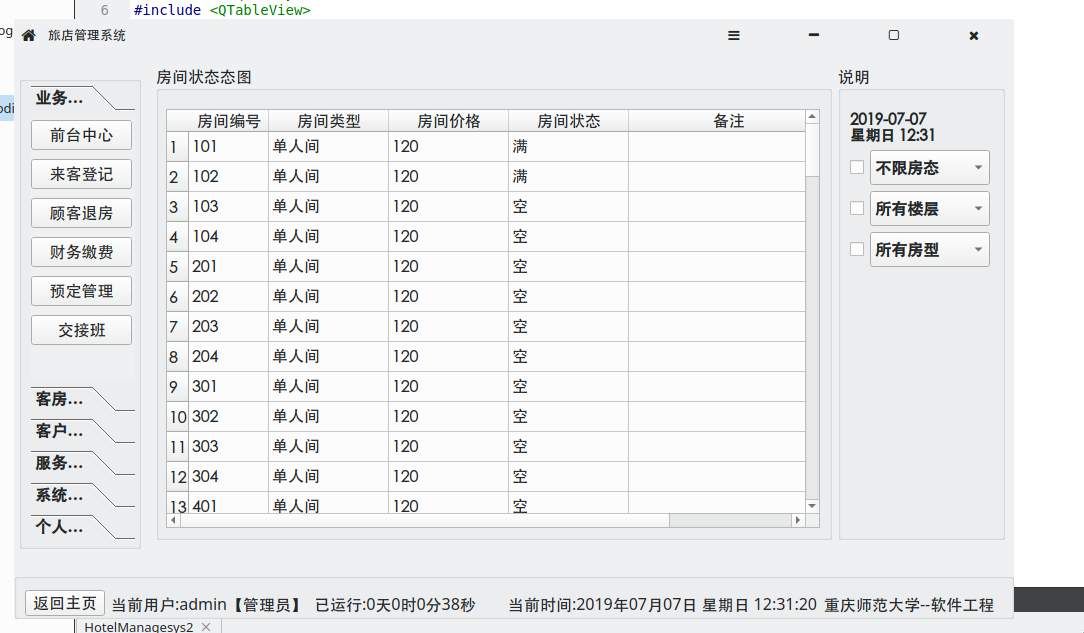 6 #include <QTableView>
旅店管理系统
房间状态态图
说明
业务...
前台中心
来客登记
顾客退房
财务缴费
预定管理
交接班
客房...
客户...
服务...
系统...
个人...
房间编号 房间类型 房间价格 房间状态 备注
1 101 单人间 120 满
2 102 单人间 120 满
3 103 单人间 120 空
4 104 单人间 120 空
5 201 单人间 120 空
6 202 单人间 120 空
7 203 单人间 120 空
8 204 单人间 120 空
9 301 单人间 120 空
10 302 单人间 120 空
11 303 单人间 120 空
12 304 单人间 120 空
13 401 单人间 120 空
2019-07-07
星期日 12:31
不限房态
所有楼层
所有房型
返回主页 当前用户:admin【管理员】 已运行:0天0时0分38秒 当前时间:2019年07月07日 星期日 12:31:20 重庆师范大学--软件工程
HotelManagesys2